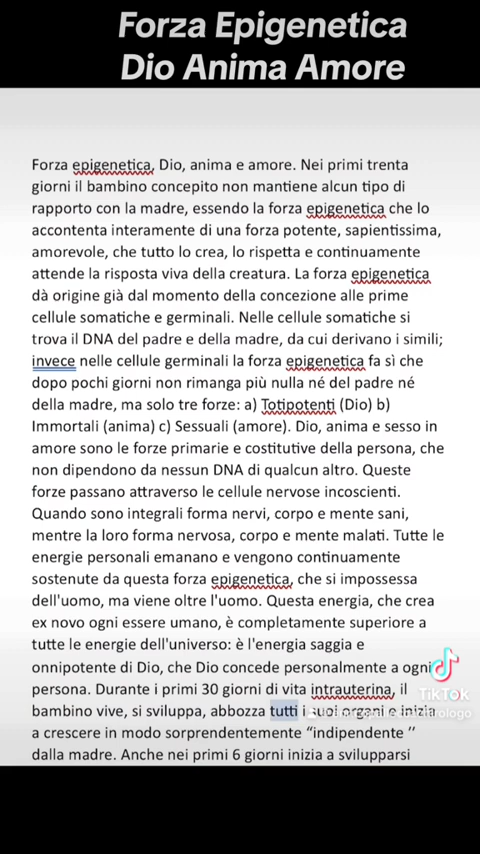 Forza Epigenetica
Dio Anima Amore
Forza epigenetica, Dio, anima e amore. Nei primi trenta
giorni il bambino concepito non mantiene alcun tipo di
rapporto con la madre, essendo la forza epigenetica che lo
accontenta interamente di una forza potente, sapientissima,
amorevole, che tutto lo crea, lo rispetta e continuamente
attende la risposta viva della creatura. La forza epigenetica
dà origine già dal momento della concezione alle prime
cellule somatiche e germinali. Nelle cellule somatiche si
trova il DNA del padre e della madre, da cui derivano i simili;
invece nelle cellule germinali la forza epigenetica fa sì che
dopo pochi giorni non rimanga più nulla né del padre né
della madre, ma solo tre forze: a) Totipotenti (Dio) b)
Immortali (anima) c) Sessuali (amore). Dio, anima e sesso in
amore sono le forze primarie e costitutive della persona, che
non dipendono da nessun DNA di qualcun altro. Queste
forze passano attraverso le cellule nervose incoscienti.
Quando sono integrali forma nervi, corpo e mente sani,
mentre la loro forma nervosa, corpo e mente malati. Tutte le
energie personali emanano e vengono continuamente
sostenute da questa forza epigenetica, che si impossessa
dell'uomo, ma viene oltre l'uomo. Questa energia, che crea
ex novo ogni essere umano, è completamente superiore a
tutte le energie dell'universo: è l'energia saggia e
onnipotente di Dio, che Dio concede personalmente a ogni
persona. Durante i primi 30 giorni di vita intrauterina, il
TikTok
bambino vive, si sviluppa, abbozza tutti i suoi organi e inizia
a crescere in modo sorprendentemente “indipendente ’’
dalla madre. Anche nei primi 6 giorni inizia a svilupparsi